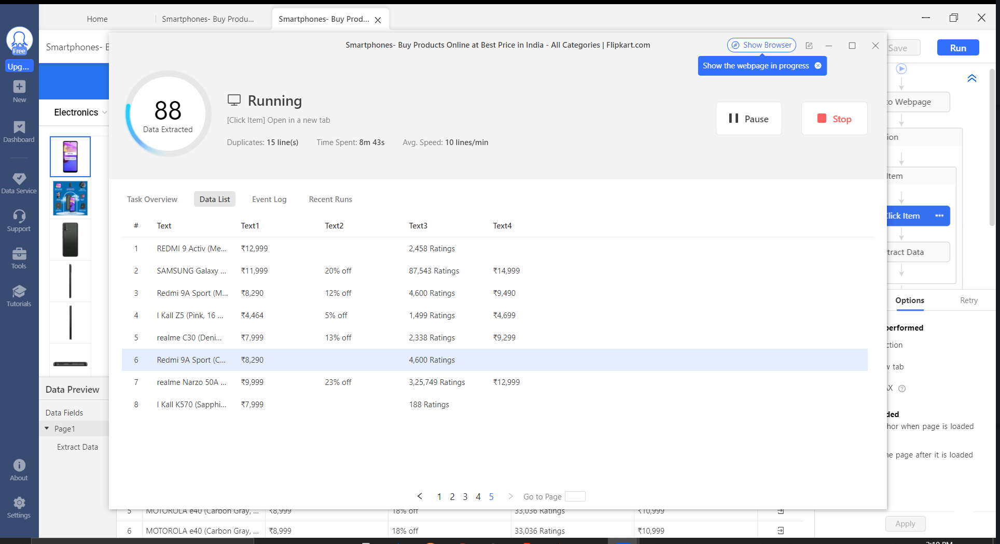 Home
Smartphones- Buy Produ...
Smartphones- Buy Prod...
Free
Upg...
New
Dashboard
Data Service
Support
Tools
Tutorials
About
Settings
Smartphones- B
Save
Run
Electronics
Smartphones- Buy Products Online at Best Price in India - All Categories | Flipkart.com
Show Browser
Show the webpage in progress
88
Data Extracted
Running
[Click Item] Open in a new tab
Duplicates: 15 line(s) Time Spent: 8m 43s Avg. Speed: 10 lines/min
Pause
Stop
Task Overview Data List Event Log Recent Runs
# Text Text1 Text2 Text3 Text4
1 REDMI 9 Activ (Me... ₹12,999 2,458 Ratings
2 SAMSUNG Galaxy ... ₹11,999 20% off 87,543 Ratings ₹14,999
3 Redmi 9A Sport (M... ₹8,290 12% off 4,600 Ratings ₹9,490
4 I Kall Z5 (Pink, 16 ... ₹4,464 5% off 1,499 Ratings ₹4,699
5 realme C30 (Deni... ₹7,999 13% off 2,338 Ratings ₹9,299
6 Redmi 9A Sport (C... ₹8,290 4,600 Ratings
7 realme Narzo 50A ... ₹9,999 23% off 3,25,749 Ratings ₹12,999
8 I Kall K570 (Sapphi... ₹7,999 188 Ratings
< 1 2 3 4 5 > Go to Page
to Webpage
ion
Item
Click Item •••
tract Data
Options Retry
performed
ction
w tab
AX
ded
hor when page is loaded
he page after it is loaded
Apply
Data Preview
Data Fields
Page1
Extract Data
5 MOTOROLA e40 (Carbon Gray, ... ₹8,999 18% off 33,036 Ratings ₹10,999
6 MOTOROLA e40 (Carbon Gray, ... ₹8,999 18% off 33,036 Ratings ₹10,999